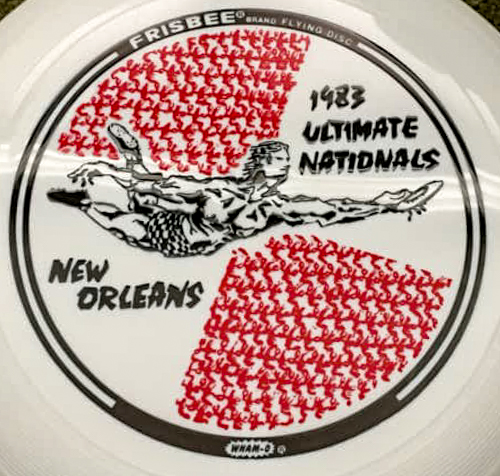 FRISBEE® BRAND FLYING DISC
1983
ULTIMATE
NATIONALS
NEW
ORLEANS
WHAM-O ®